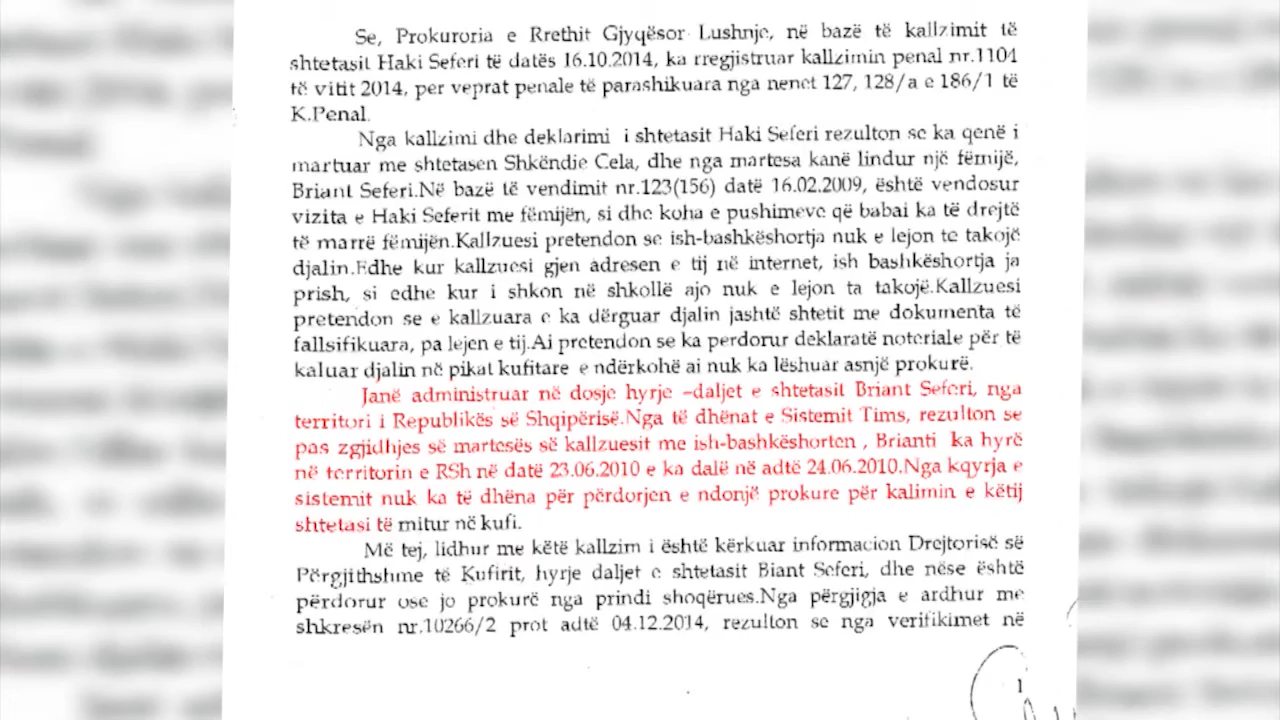 Se, Prokuroria e Rrethit Gjyqësor Lushnje, në bazë të kallzimit të
shtetasit Haki Seferi të datës 16.10.2014, ka rregjistruar kallzimin penal nr.1104
të vitit 2014, per veprat penale të parashikuara nga nenet 127, 128/a e 186/1 të
K.Penal.
Nga kallzimi dhe deklarimi i shtetasit Haki Seferi rezulton se ka qenë i
martuar me shtetasen Shkëndie Cela, dhe nga martesa kanë lindur një fëmijë,
Briant Seferi.Në bazë të vendimit nr.123(156) datë 16.02.2009, është vendosur
vizita e Haki Seferit me fëmijën, si dhe koha e pushimeve që babai ka të drejtë
të marrë fëmijën.Kallzuesi pretendon se ish-bashkëshortja nuk e lejon te takojë
djalin.Edhe kur kallzuesi gjen adresen e tij në internet, ish bashkëshortja ja
prish, si edhe kur i shkon në shkollë ajo nuk e lejon ta takojë.Kallzuesi
pretendon se e kallzuara e ka dërguar djalin jashtë shtetit me dokumenta të
fallsifikuara, pa lejen e tij.Ai pretendon se ka perdorur deklaratë noteriale për të
kaluar djalin në pikat kufitare e ndërkohë ai nuk ka lëshuar asnjë prokurë.
Janë administruar në dosje hyrje –daljet e shtetasit Briant Seferi, nga
territori i Republikës së Shqipërisë.Nga të dhënat e Sistemit Tims, rezulton se
pas zgjidhjes së martesës së kallzuesit me ish-bashkëshorten , Brianti ka hyrë
në territorin e RSh në datë 23.06.2010 e ka dalë në adtë 24.06.2010.Nga kqyrja e
sistemit nuk ka të dhëna për përdorjen e ndonjë prokure për kalimin e këtij
shtetasi të mitur në kufi.
Më tej, lidhur me këtë kallzim i është kërkuar informacion Drejtorisë së
Përgjithshme të Kufirit, hyrje daljet e shtetasit Biant Seferi, dhe nëse është
përdorur ose jo prokurë nga prindi shoqërues.Nga përgjigja e ardhur me
shkresën nr.10266/2 prot adtë 04.12.2014, rezulton se nga verifikimet në
1